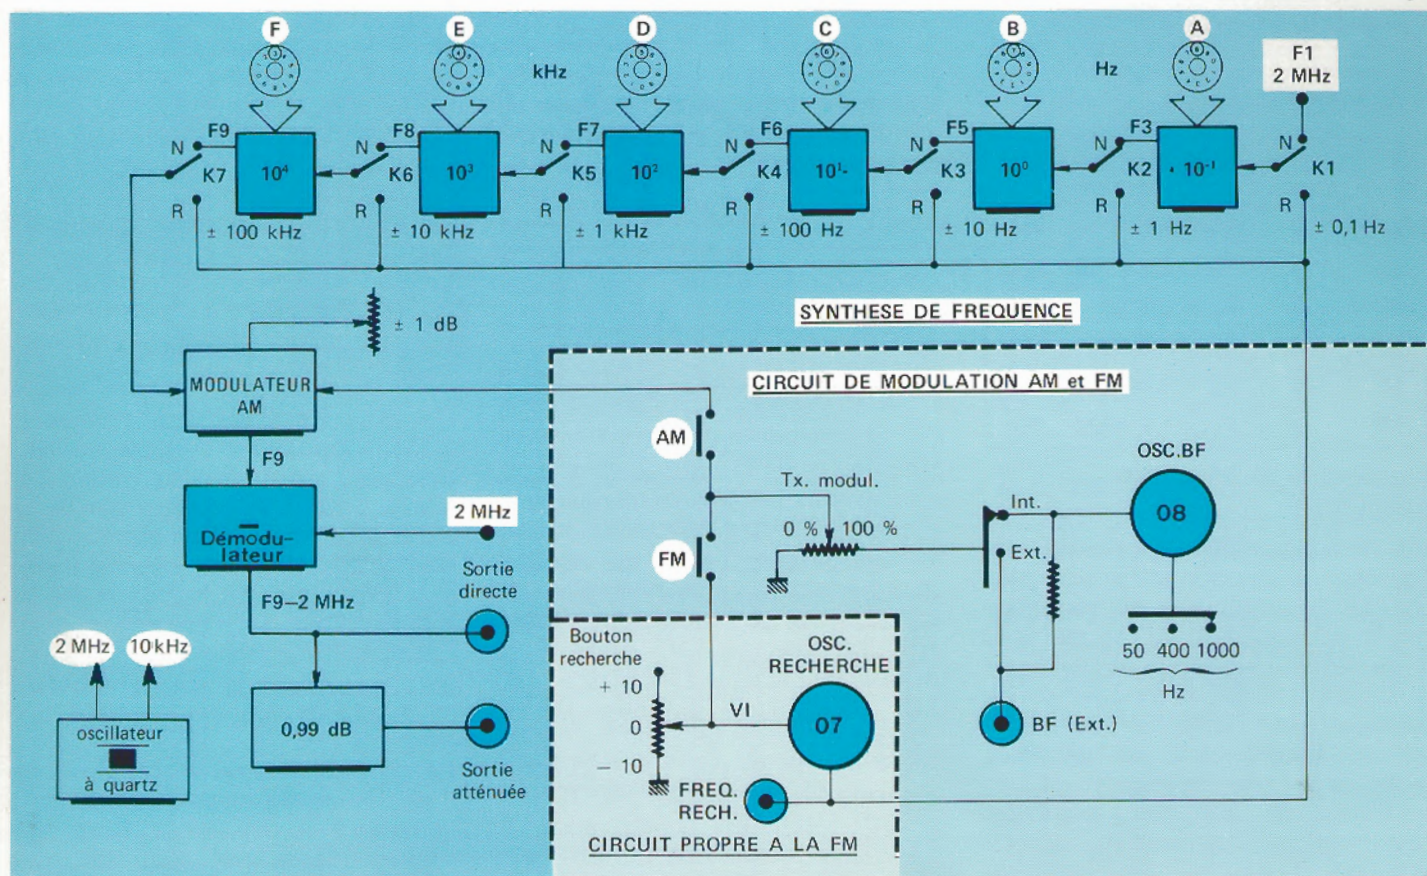 F E D C B A
kHz Hz
F1
2 MHz
F9 F8 F7 F6 F5 F3
N N N N N N N
10⁴ 10³ 10² 10¹- 10⁰ 10⁻¹
K7 K6 K5 K4 K3 K2 K1
R R R R R R R
± 100 kHz ± 10 kHz ± 1 kHz ± 100 Hz ± 10 Hz ± 1 Hz ± 0,1 Hz
SYNTHESE DE FRÉQUENCE
± 1 dB
MODULATEUR
AM
CIRCUIT DE MODULATION AM et FM
AM
F9
OSC.BF
Tx. modul.
Int.
08
2 MHz
0 % 100 %
Démodu-
lateur
FM
Ext.
Sortie
directe
F9–2 MHz
50 400 1000
Hz
2 MHz 10 kHz
Bouton
recherche
OSC.
RECHERCHE
+ 10
0
– 10
VI
07
BF (Ext.)
oscillateur
à quartz
0,99 dB
Sortie
atténuée
FREQ.
RECH.
CIRCUIT PROPRE A LA FM